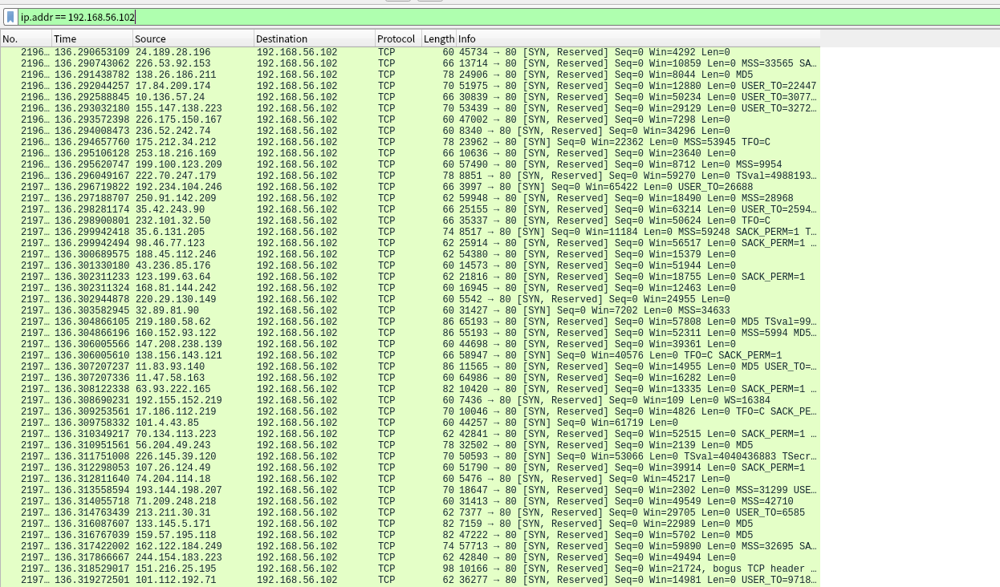 ip.addr == 192.168.56.102
No. Time Source Destination Protocol Length Info
2196… 136.290653109 24.189.28.196 192.168.56.102 TCP 60 45734 → 80 [SYN, Reserved] Seq=0 Win=4292 Len=0
2196… 136.290743062 226.53.92.153 192.168.56.102 TCP 66 13714 → 80 [SYN, Reserved] Seq=0 Win=10859 Len=0 MSS=33565 SA…
2196… 136.291438782 138.26.186.211 192.168.56.102 TCP 78 24906 → 80 [SYN, Reserved] Seq=0 Win=8044 Len=0 MD5
2196… 136.292044257 17.84.209.174 192.168.56.102 TCP 70 51975 → 80 [SYN, Reserved] Seq=0 Win=12880 Len=0 USER_TO=22447
2196… 136.292588845 10.136.57.24 192.168.56.102 TCP 66 30839 → 80 [SYN, Reserved] Seq=0 Win=50234 Len=0 USER_TO=3077…
2196… 136.293032180 155.147.138.223 192.168.56.102 TCP 70 53439 → 80 [SYN, Reserved] Seq=0 Win=29129 Len=0 USER_TO=3272…
2196… 136.293572398 226.175.150.167 192.168.56.102 TCP 60 47002 → 80 [SYN, Reserved] Seq=0 Win=7298 Len=0
2196… 136.294008473 236.52.242.74 192.168.56.102 TCP 60 8340 → 80 [SYN, Reserved] Seq=0 Win=34296 Len=0
2196… 136.294657760 175.212.34.212 192.168.56.102 TCP 78 23962 → 80 [SYN] Seq=0 Win=22362 Len=0 MSS=53945 TFO=C
2196… 136.295106128 253.18.216.169 192.168.56.102 TCP 66 10636 → 80 [SYN, Reserved] Seq=0 Win=23640 Len=0
2196… 136.295620747 199.100.123.209 192.168.56.102 TCP 60 57490 → 80 [SYN, Reserved] Seq=0 Win=8712 Len=0 MSS=9954
2196… 136.296049167 222.70.247.179 192.168.56.102 TCP 78 8851 → 80 [SYN, Reserved] Seq=0 Win=59270 Len=0 TSval=4988193…
2196… 136.296719822 192.234.104.246 192.168.56.102 TCP 66 3997 → 80 [SYN] Seq=0 Win=65422 Len=0 USER_TO=26688
2197… 136.297188707 250.91.142.209 192.168.56.102 TCP 62 59948 → 80 [SYN, Reserved] Seq=0 Win=18490 Len=0 MSS=28968
2197… 136.298281174 35.42.243.90 192.168.56.102 TCP 66 25155 → 80 [SYN, Reserved] Seq=0 Win=63214 Len=0 USER_TO=2594…
2197… 136.298900801 232.101.32.50 192.168.56.102 TCP 66 35337 → 80 [SYN, Reserved] Seq=0 Win=50624 Len=0 TFO=C
2197… 136.299942418 35.6.131.205 192.168.56.102 TCP 74 8517 → 80 [SYN] Seq=0 Win=11184 Len=0 MSS=59248 SACK_PERM=1 T…
2197… 136.299942494 98.46.77.123 192.168.56.102 TCP 62 25914 → 80 [SYN, Reserved] Seq=0 Win=56517 Len=0 SACK_PERM=1 …
2197… 136.300689575 188.45.112.246 192.168.56.102 TCP 62 54380 → 80 [SYN, Reserved] Seq=0 Win=15379 Len=0
2197… 136.301330180 43.236.85.176 192.168.56.102 TCP 60 14573 → 80 [SYN, Reserved] Seq=0 Win=51944 Len=0
2197… 136.302311233 123.199.63.64 192.168.56.102 TCP 62 21816 → 80 [SYN, Reserved] Seq=0 Win=18755 Len=0 SACK_PERM=1
2197… 136.302311324 168.81.144.242 192.168.56.102 TCP 60 16945 → 80 [SYN, Reserved] Seq=0 Win=12463 Len=0
2197… 136.302944878 220.29.130.149 192.168.56.102 TCP 60 5542 → 80 [SYN, Reserved] Seq=0 Win=24955 Len=0
2197… 136.303582945 32.89.81.90 192.168.56.102 TCP 60 31427 → 80 [SYN] Seq=0 Win=7202 Len=0 MSS=34633
2197… 136.304866105 219.180.58.62 192.168.56.102 TCP 86 65193 → 80 [SYN, Reserved] Seq=0 Win=57808 Len=0 MD5 TSval=99…
2197… 136.304866196 160.152.93.122 192.168.56.102 TCP 86 55193 → 80 [SYN, Reserved] Seq=0 Win=52311 Len=0 MSS=5994 MD5…
2197… 136.306005566 147.208.238.139 192.168.56.102 TCP 60 44698 → 80 [SYN, Reserved] Seq=0 Win=39361 Len=0
2197… 136.306005610 138.156.143.121 192.168.56.102 TCP 66 58947 → 80 [SYN] Seq=0 Win=40576 Len=0 TFO=C SACK_PERM=1
2197… 136.307207237 11.83.93.140 192.168.56.102 TCP 86 11565 → 80 [SYN, Reserved] Seq=0 Win=14955 Len=0 MD5 USER_TO=…
2197… 136.307207336 11.47.58.163 192.168.56.102 TCP 60 64986 → 80 [SYN, Reserved] Seq=0 Win=16282 Len=0
2197… 136.308122338 63.93.222.165 192.168.56.102 TCP 82 10420 → 80 [SYN, Reserved] Seq=0 Win=13335 Len=0 SACK_PERM=1 …
2197… 136.308690231 192.155.152.219 192.168.56.102 TCP 60 7436 → 80 [SYN, Reserved] Seq=0 Win=109 Len=0 WS=16384
2197… 136.309253561 17.186.112.219 192.168.56.102 TCP 70 10046 → 80 [SYN, Reserved] Seq=0 Win=4826 Len=0 TFO=C SACK_PE…
2197… 136.309758332 101.4.43.85 192.168.56.102 TCP 60 44257 → 80 [SYN] Seq=0 Win=61719 Len=0
2197… 136.310349217 70.134.113.223 192.168.56.102 TCP 62 42841 → 80 [SYN, Reserved] Seq=0 Win=52515 Len=0 SACK_PERM=1 …
2197… 136.310951561 56.204.49.243 192.168.56.102 TCP 78 32502 → 80 [SYN, Reserved] Seq=0 Win=2139 Len=0 MD5
2197… 136.311751008 226.145.39.120 192.168.56.102 TCP 70 50593 → 80 [SYN] Seq=0 Win=53066 Len=0 TSval=4040436883 TSecr…
2197… 136.312298053 107.26.124.49 192.168.56.102 TCP 60 51790 → 80 [SYN, Reserved] Seq=0 Win=39914 Len=0 SACK_PERM=1
2197… 136.312811640 74.204.114.18 192.168.56.102 TCP 60 5476 → 80 [SYN, Reserved] Seq=0 Win=45217 Len=0
2197… 136.313558594 193.144.198.207 192.168.56.102 TCP 70 18647 → 80 [SYN, Reserved] Seq=0 Win=2302 Len=0 MSS=31299 USE…
2197… 136.314055718 71.209.248.218 192.168.56.102 TCP 60 31413 → 80 [SYN, Reserved] Seq=0 Win=49549 Len=0 MSS=42710
2197… 136.314763439 213.211.30.31 192.168.56.102 TCP 62 7377 → 80 [SYN, Reserved] Seq=0 Win=29705 Len=0 USER_TO=6585
2197… 136.316087607 133.145.5.171 192.168.56.102 TCP 82 7159 → 80 [SYN, Reserved] Seq=0 Win=22989 Len=0 MD5
2197… 136.316767039 159.57.195.118 192.168.56.102 TCP 82 47222 → 80 [SYN, Reserved] Seq=0 Win=5702 Len=0 MD5
2197… 136.317422002 162.122.184.249 192.168.56.102 TCP 74 57713 → 80 [SYN, Reserved] Seq=0 Win=59890 Len=0 MSS=32695 SA…
2197… 136.317866667 244.154.183.223 192.168.56.102 TCP 62 42840 → 80 [SYN, Reserved] Seq=0 Win=49494 Len=0
2197… 136.318529017 151.216.25.195 192.168.56.102 TCP 98 10166 → 80 [SYN, Reserved] Seq=0 Win=21724, bogus TCP header …
2197… 136.319272501 101.112.192.71 192.168.56.102 TCP 62 36277 → 80 [SYN, Reserved] Seq=0 Win=14981 Len=0 USER_TO=9718…